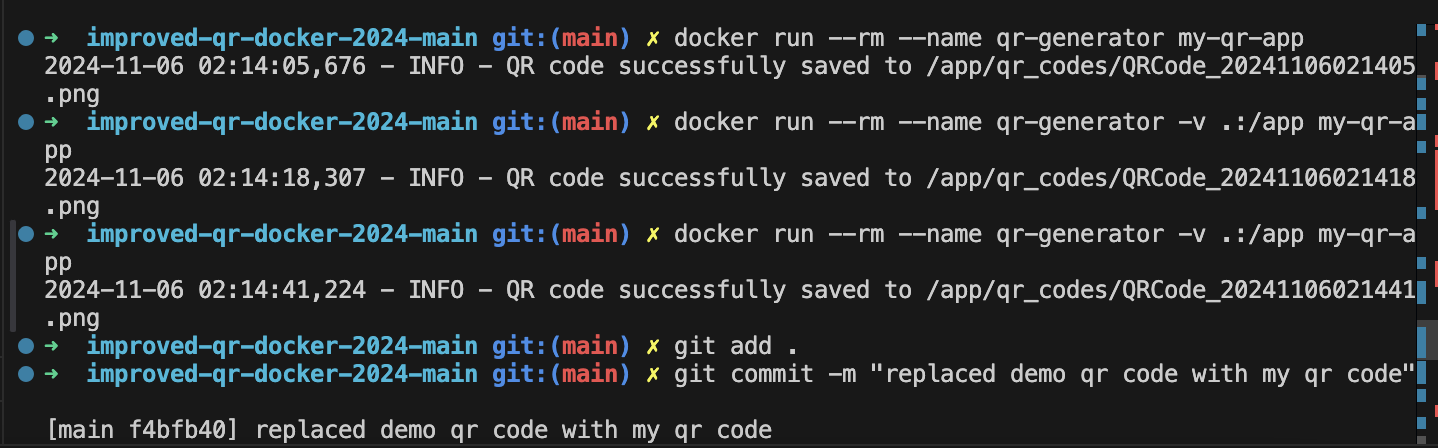 ➜ improved-qr-docker-2024-main git:(main) ✗ docker run --rm --name qr-generator my-qr-app
2024-11-06 02:14:05,676 - INFO - QR code successfully saved to /app/qr_codes/QRCode_20241106021405
.png
➜ improved-qr-docker-2024-main git:(main) ✗ docker run --rm --name qr-generator -v .:/app my-qr-a
pp
2024-11-06 02:14:18,307 - INFO - QR code successfully saved to /app/qr_codes/QRCode_20241106021418
.png
➜ improved-qr-docker-2024-main git:(main) ✗ docker run --rm --name qr-generator -v .:/app my-qr-a
pp
2024-11-06 02:14:41,224 - INFO - QR code successfully saved to /app/qr_codes/QRCode_20241106021441
.png
➜ improved-qr-docker-2024-main git:(main) ✗ git add .
➜ improved-qr-docker-2024-main git:(main) ✗ git commit -m "replaced demo qr code with my qr code"
[main f4bfb40] replaced demo qr code with my qr code